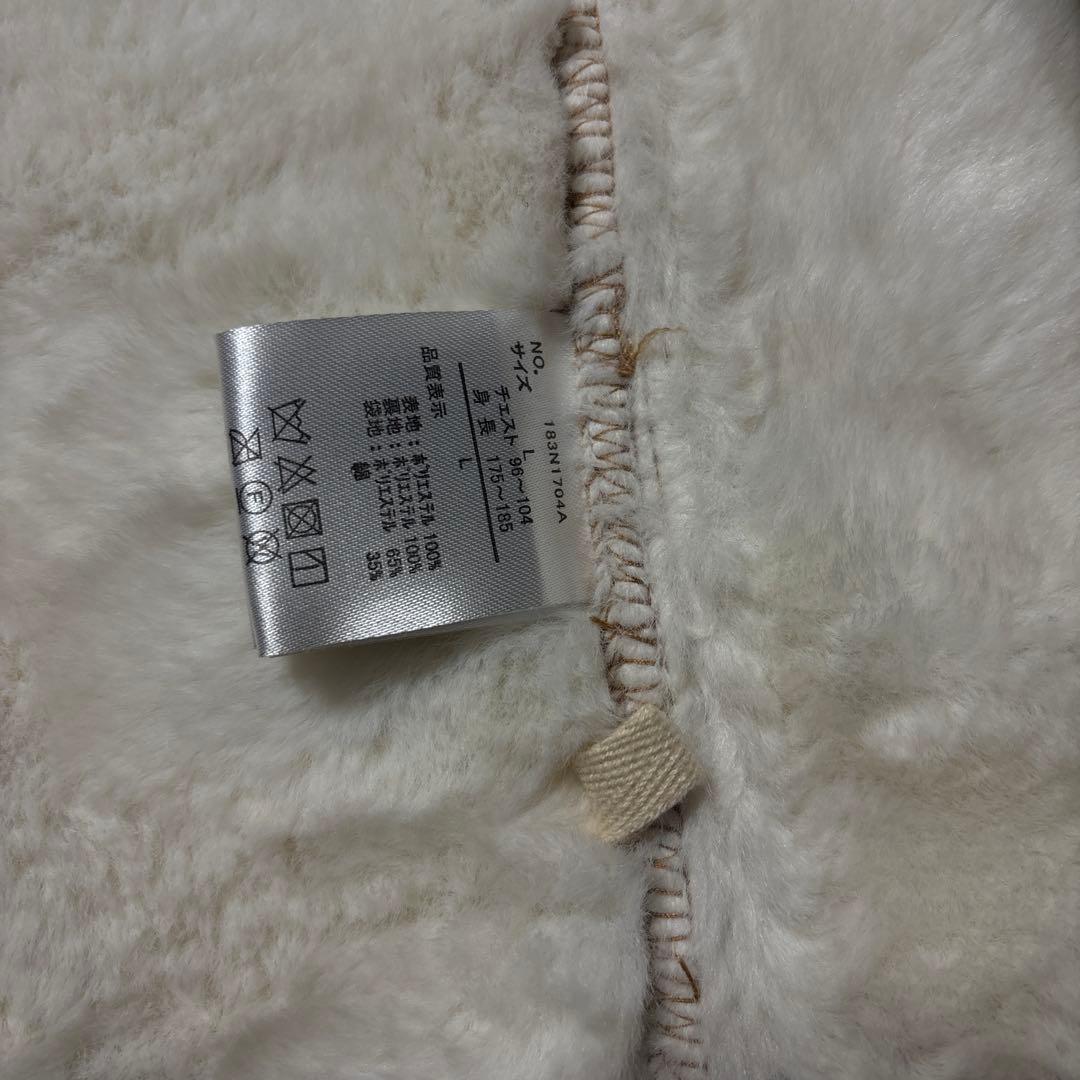 NO. 183N1704A
サイズ L
チェスト 96～104
身長 175～185
L
品質表示
表地：ポリエステル 100%
裏地：ポリエステル 100%
袋地：ポリエステル 65%
綿 35%
F